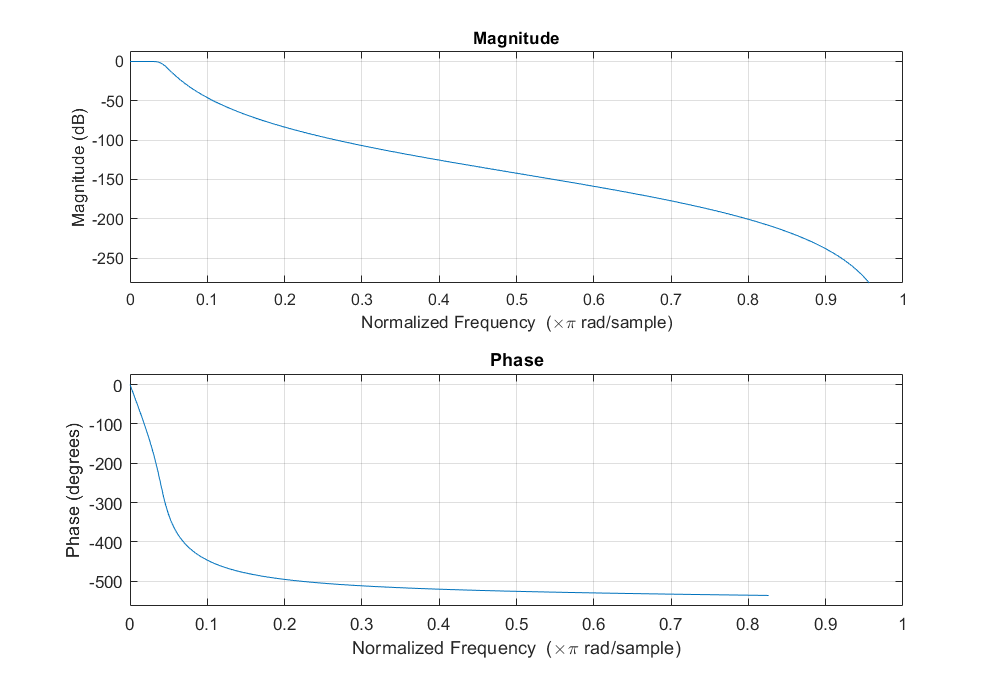 Magnitude
0
-50
-100
-150
-200
-250
Magnitude (dB)
0 0.1 0.2 0.3 0.4 0.5 0.6 0.7 0.8 0.9 1
Normalized Frequency (×π rad/sample)
Phase
0
-100
-200
-300
-400
-500
Phase (degrees)
0 0.1 0.2 0.3 0.4 0.5 0.6 0.7 0.8 0.9 1
Normalized Frequency (×π rad/sample)